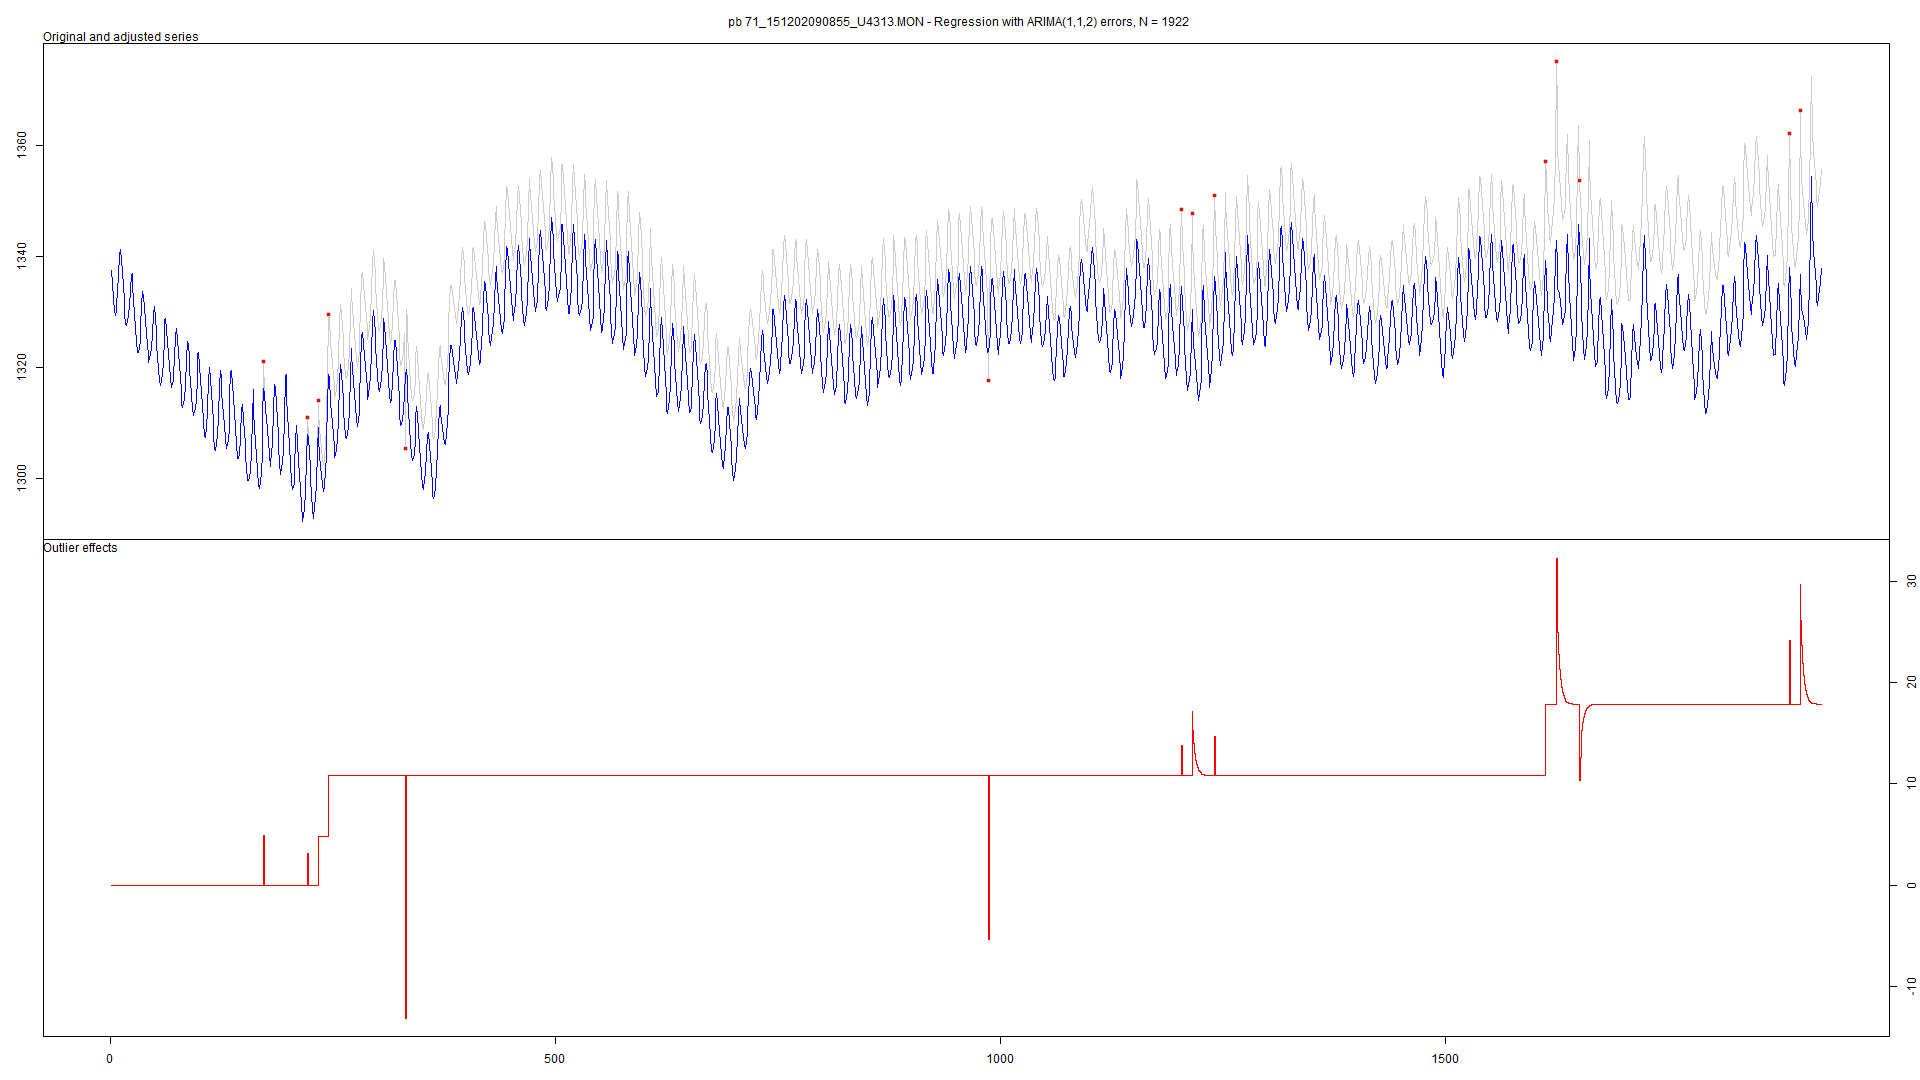 pb 71_151202090855_U4313.MON - Regression with ARIMA(1,1,2) errors, N = 1922
Original and adjusted series
1360
1340
1320
1300
Outlier effects
30
20
10
0
-10
0 500 1000 1500